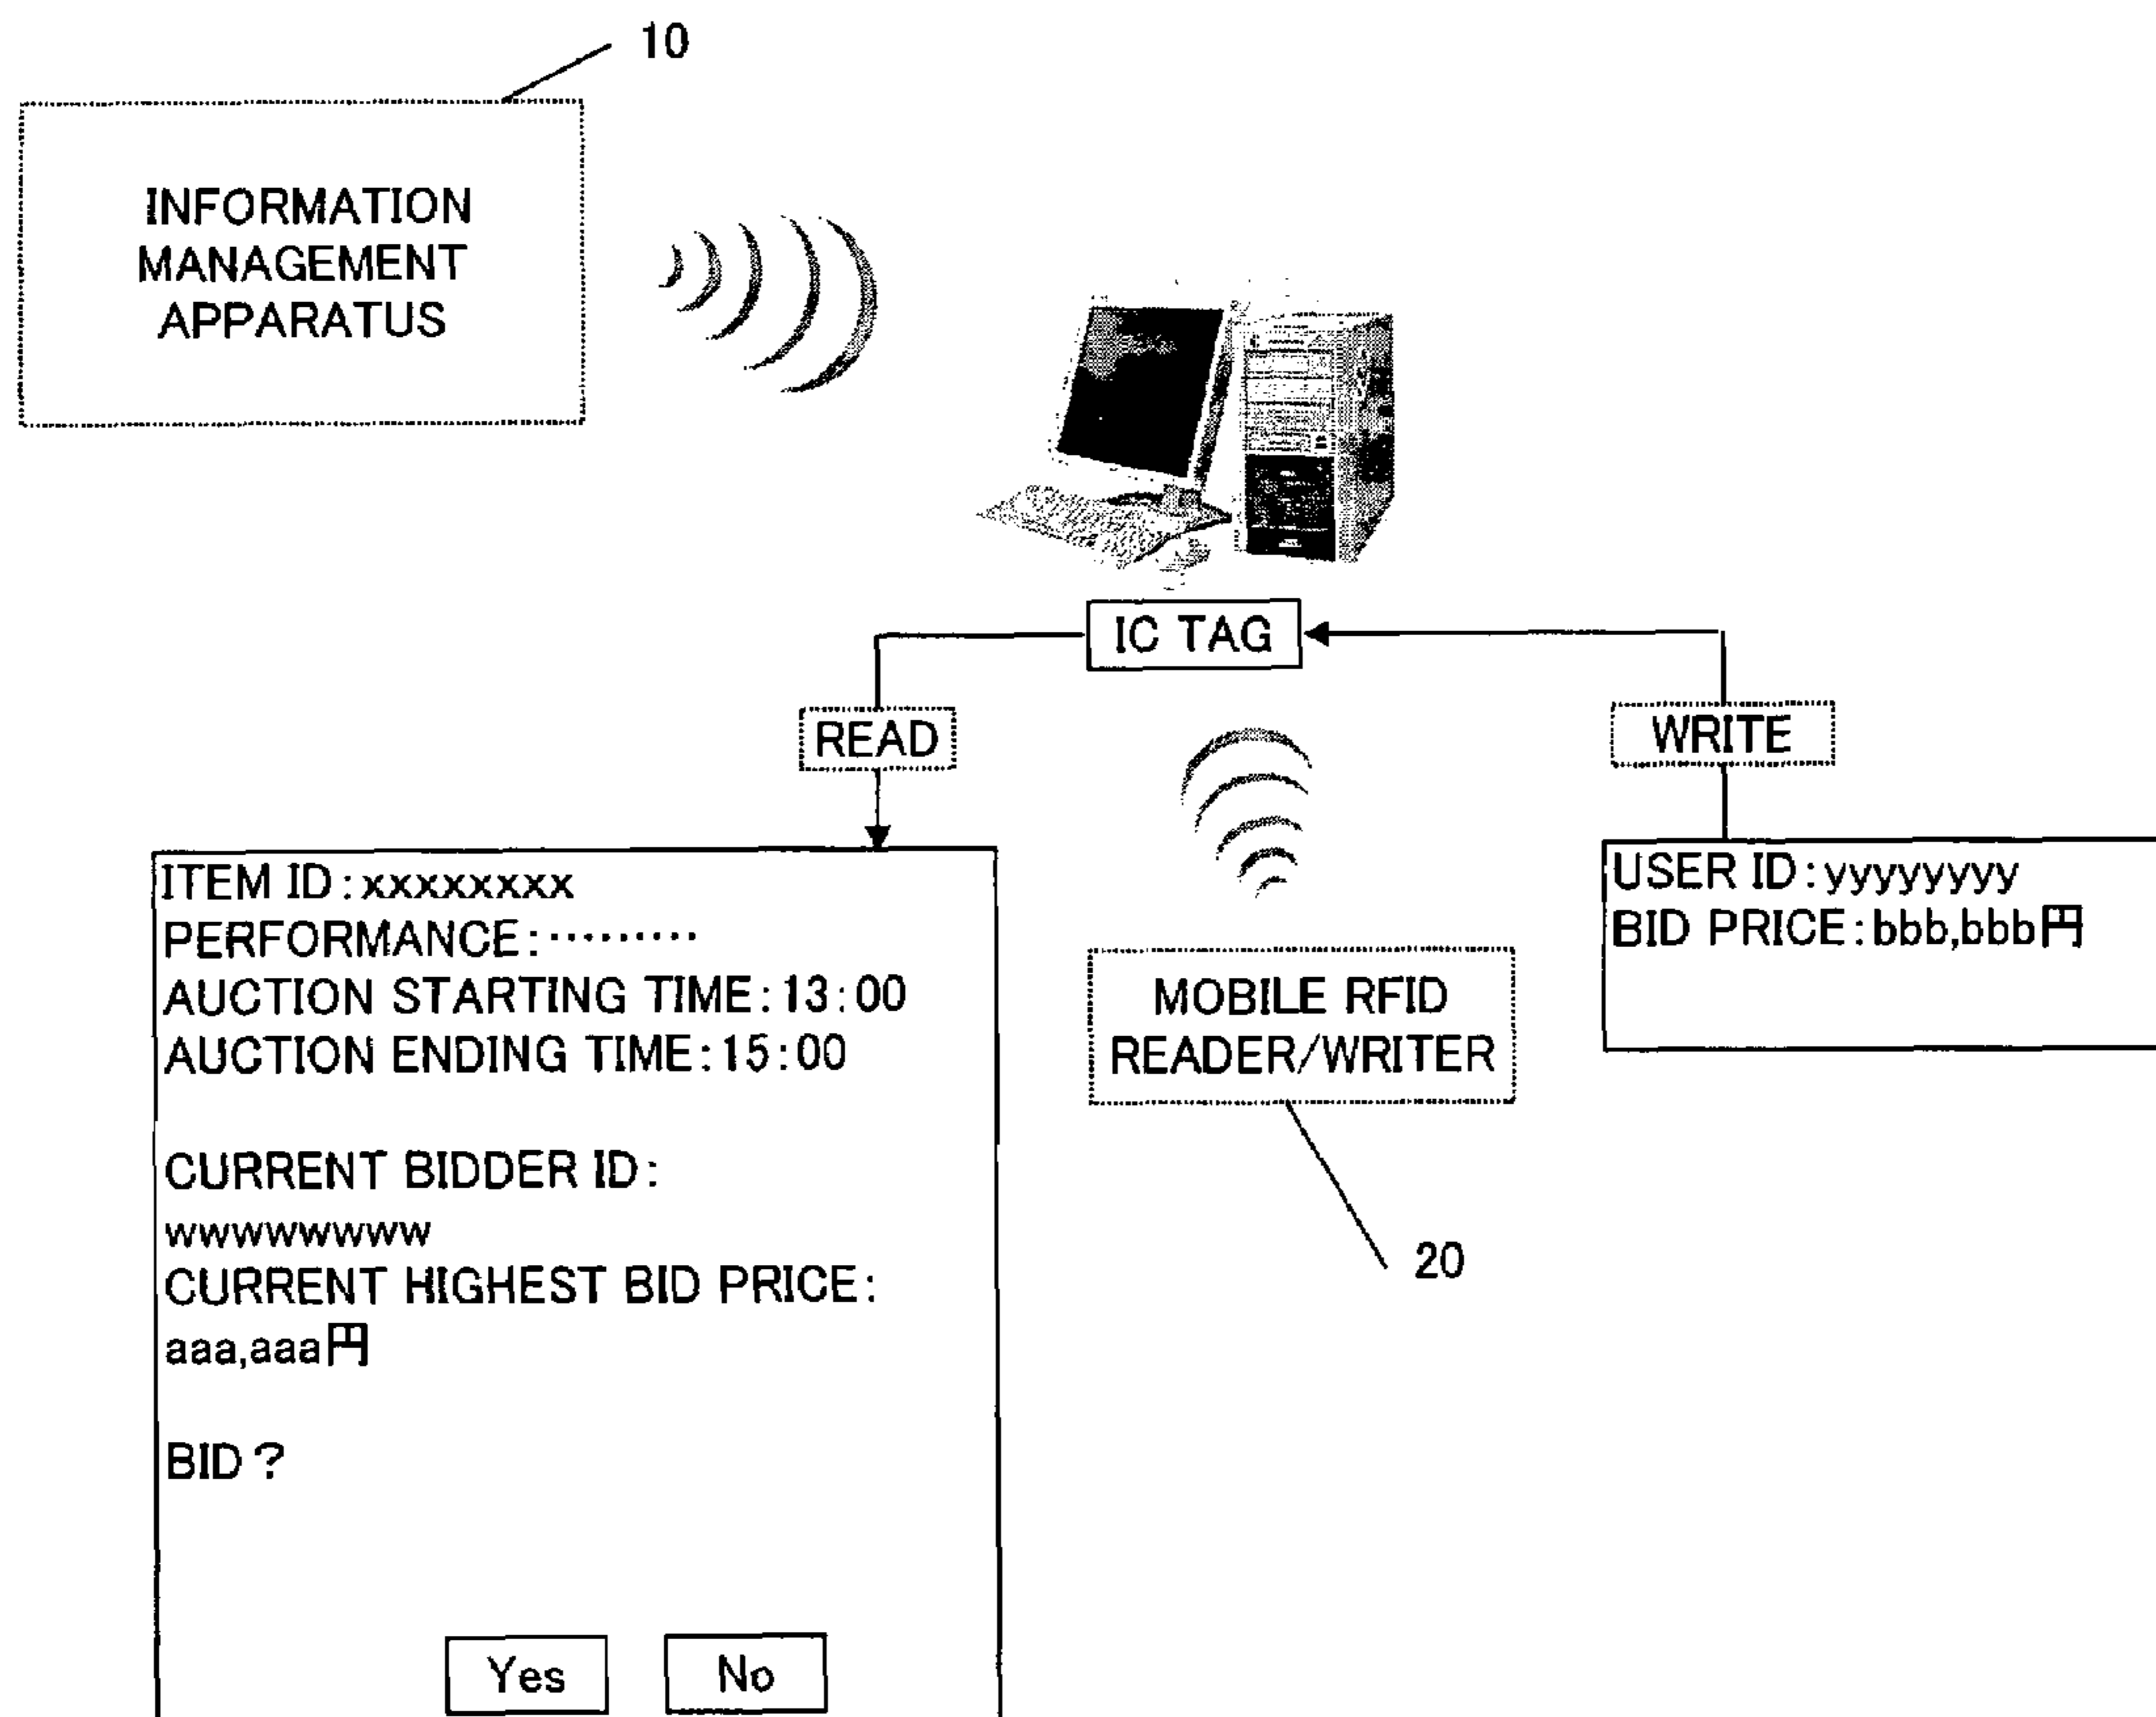 10
INFORMATION
MANAGEMENT
APPARATUS
IC TAG
READ
WRITE
ITEM ID:xxxxxxxx
PERFORMANCE:·········
AUCTION STARTING TIME:13:00
AUCTION ENDING TIME:15:00
CURRENT BIDDER ID:
wwwwwwww
CURRENT HIGHEST BID PRICE:
aaa,aaa円
BID?
Yes
No
MOBILE RFID
READER/WRITER
20
USER ID:yyyyyyyy
BID PRICE:bbb,bbb円